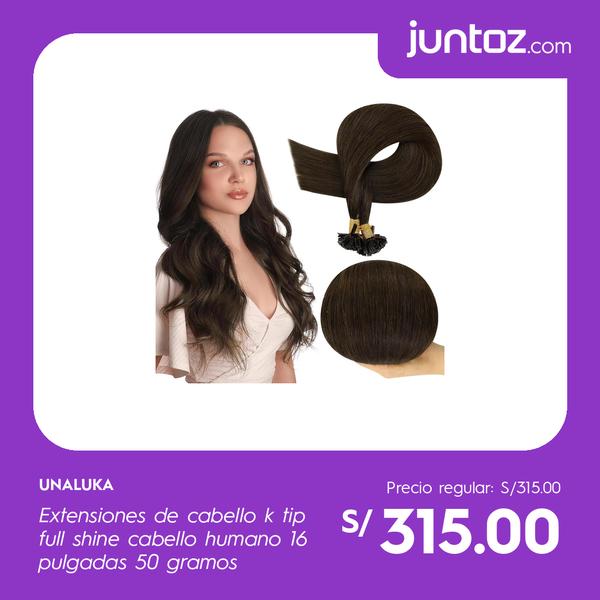 juntoz.com
UNALUKA
Extensiones de cabello k tip
full shine cabello humano 16
pulgadas 50 gramos
Precio regular: S/315.00
S/ 315.00